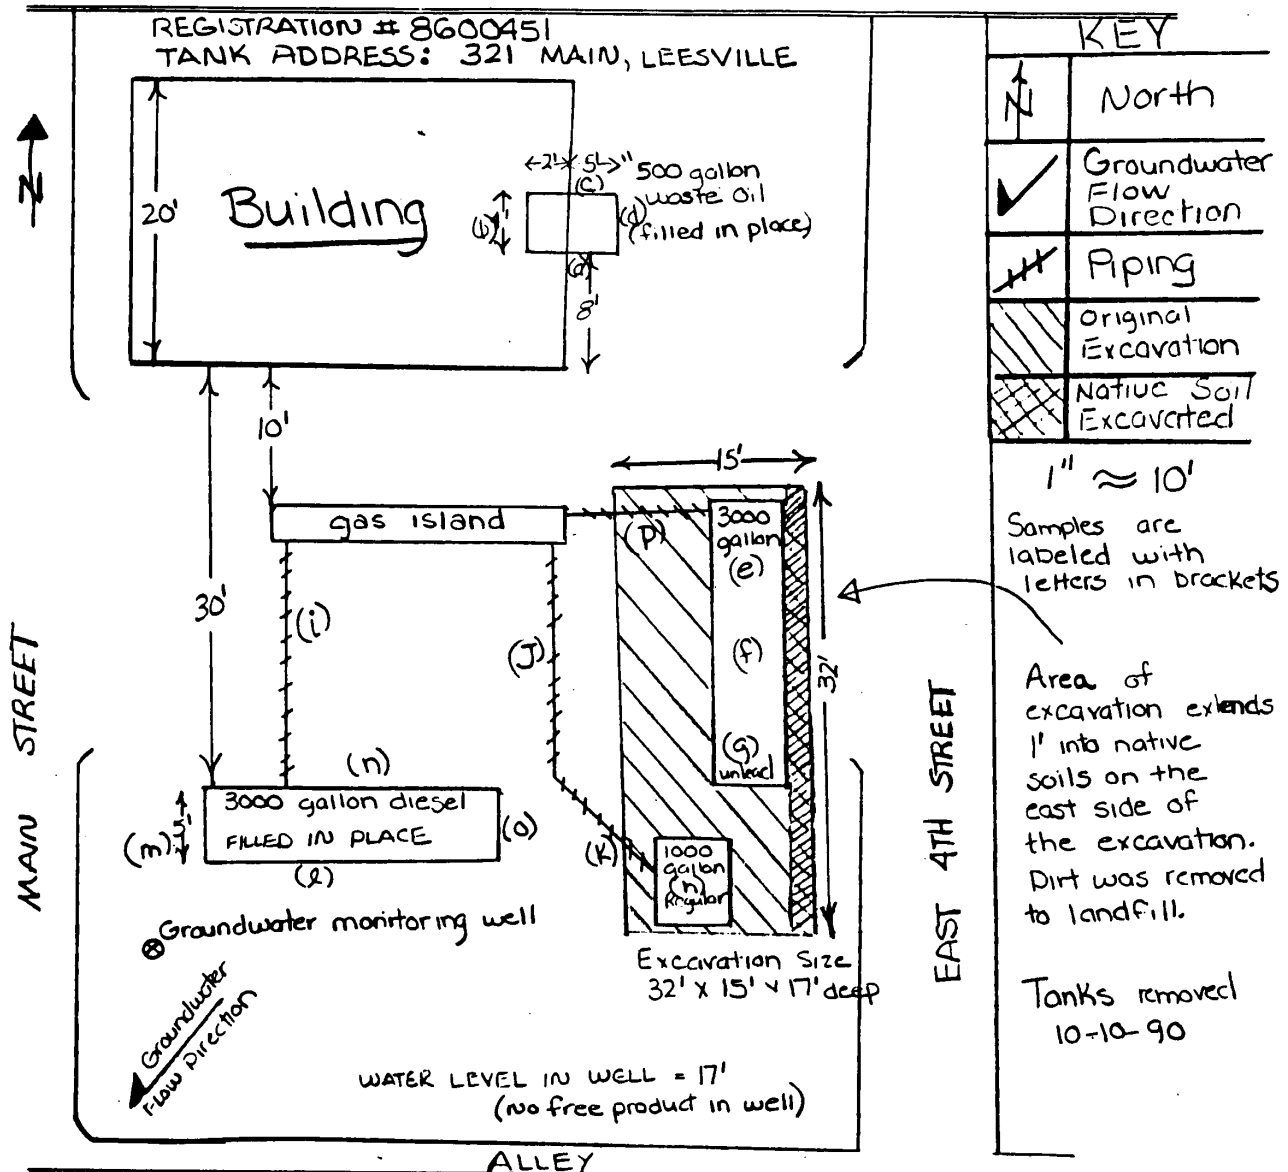 REGISTRATION # 8600451
TANK ADDRESS: 321 MAIN, LEESVILLE
N
20'
Building
2' 5'
(c)
(b)
(d)
(a)
8'
500 gallon
waste oil
(filled in place)
10'
30'
gas island
(i)
(J)
(K)
(p)
15'
32'
3000
gallon
(e)
(f)
(g)
unlead
1000
gallon
(h)
Regular
(n)
3000 gallon diesel
FILLED IN PLACE
(m)
(o)
(l)
Groundwater monitoring well
Excavation Size
32' x 15' x 17' deep
Groundwater
Flow Direction
WATER LEVEL IN WELL = 17'
(No free product in well)
ALLEY
MAIN STREET
EAST 4TH STREET
KEY
N
North
Groundwater
Flow
Direction
Piping
Original
Excavation
Native Soil
Excavated
1" ≈ 10'
Samples are
labeled with
letters in brackets
Area of
excavation extends
1' into native
soils on the
east side of
the excavation.
Dirt was removed
to landfill.
Tanks removed
10-10-90